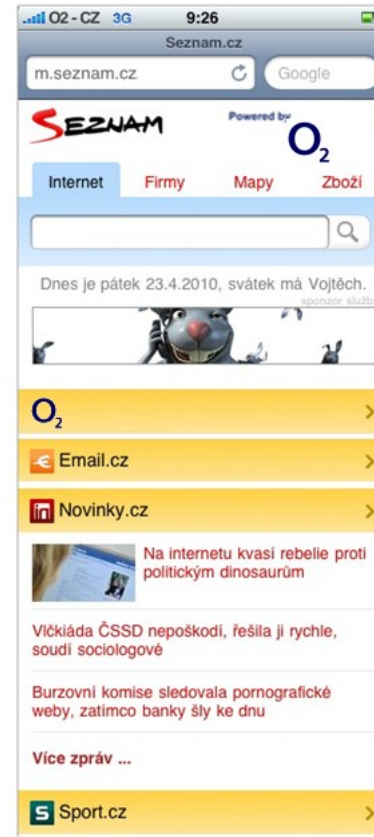 O2 - CZ 3G 9:26
Seznam.cz
m.seznam.cz Google
SEZNAM Powered by O2
Internet Firmy Mapy Zboží
Dnes je pátek 23.4.2010, svátek má Vojtěch.
sponzor služb
O2
Email.cz
Novinky.cz
Na internetu kvasí rebelie proti
politickým dinosaurům
Vlčkiáda ČSSD nepoškodí, řešila ji rychle,
soudí sociologové
Burzovní komise sledovala pornografické
weby, zatímco banky šly ke dnu
Více zpráv ...
Sport.cz